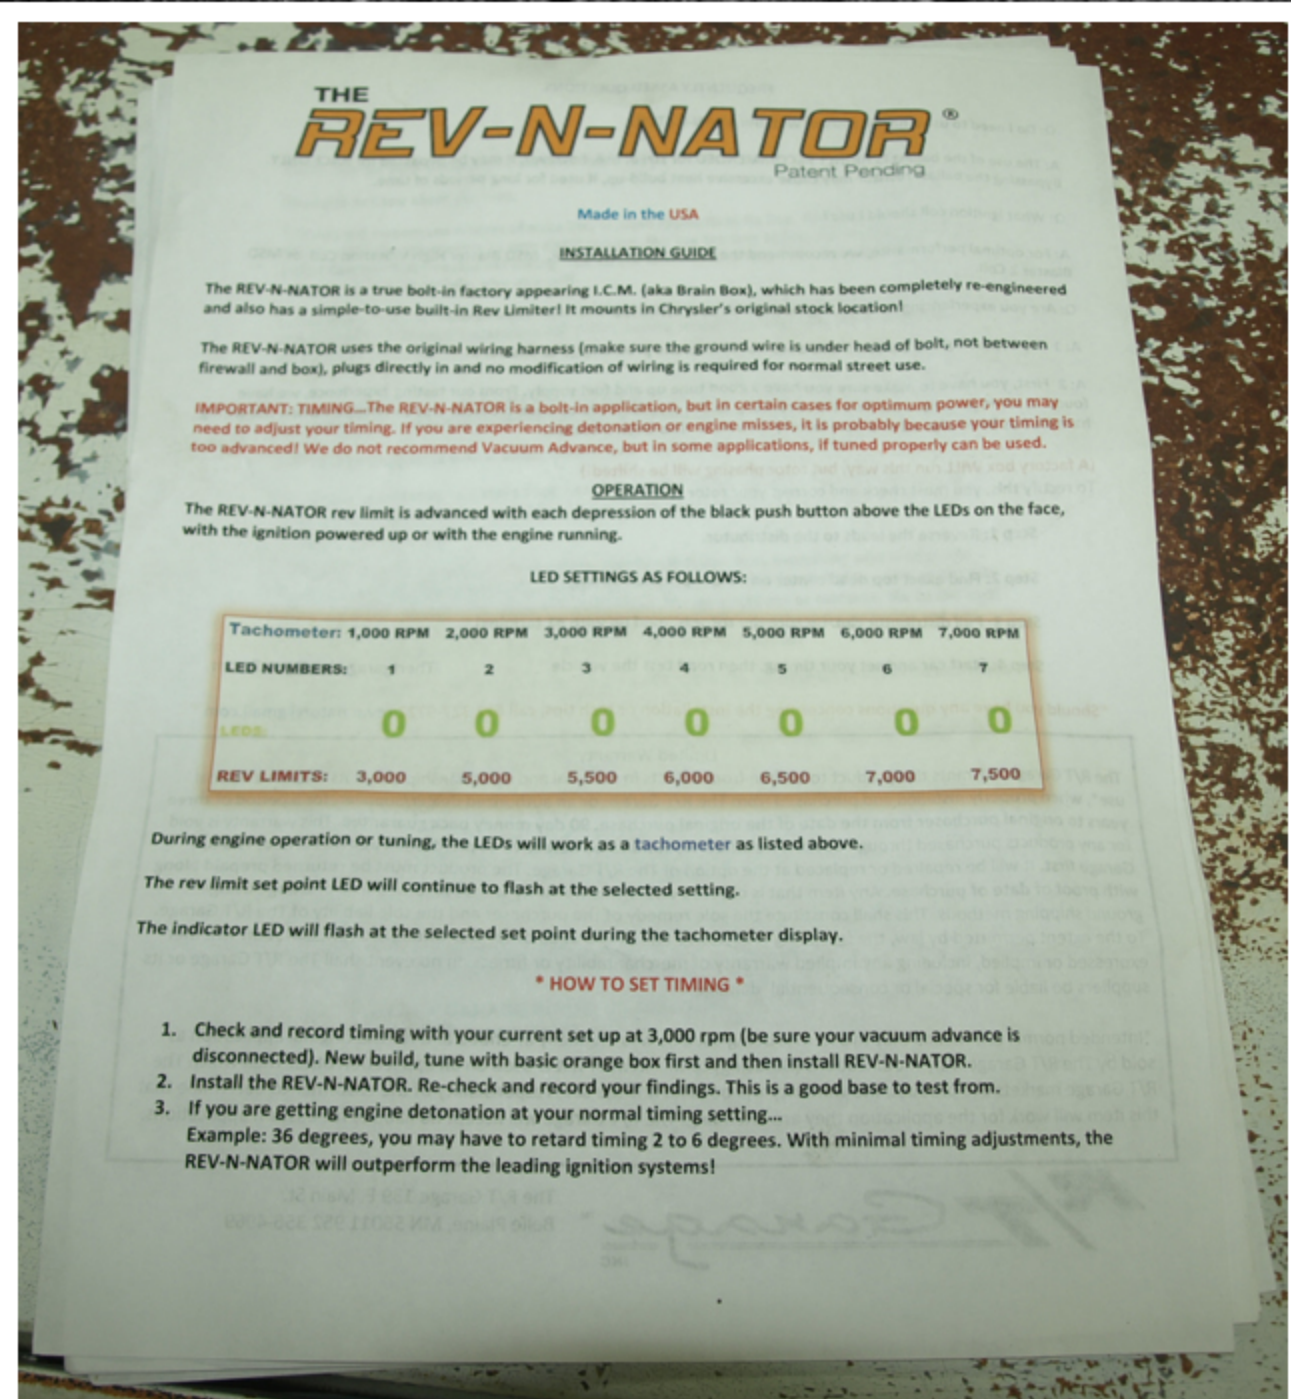 THE
REV-N-NATOR ®
Patent Pending
Made in the USA
INSTALLATION GUIDE
The REV-N-NATOR is a true bolt-in factory appearing I.C.M. (aka Brain Box), which has been completely re-engineered
and also has a simple-to-use built-in Rev Limiter! It mounts in Chrysler's original stock location!
The REV-N-NATOR uses the original wiring harness (make sure the ground wire is under head of bolt, not between
firewall and box), plugs directly in and no modification of wiring is required for normal street use.
IMPORTANT: TIMING...The REV-N-NATOR is a bolt-in application, but in certain cases for optimum power, you may
need to adjust your timing. If you are experiencing detonation or engine misses, it is probably because your timing is
too advanced! We do not recommend Vacuum Advance, but in some applications, if tuned properly can be used.
OPERATION
The REV-N-NATOR rev limit is advanced with each depression of the black push button above the LEDs on the face,
with the ignition powered up or with the engine running.
LED SETTINGS AS FOLLOWS:
Tachometer: 1,000 RPM 2,000 RPM 3,000 RPM 4,000 RPM 5,000 RPM 6,000 RPM 7,000 RPM
LED NUMBERS: 1 2 3 4 5 6 7
LEDS: 0 0 0 0 0 0 0
REV LIMITS: 3,000 5,000 5,500 6,000 6,500 7,000 7,500
During engine operation or tuning, the LEDs will work as a tachometer as listed above.
The rev limit set point LED will continue to flash at the selected setting.
The indicator LED will flash at the selected set point during the tachometer display.
* HOW TO SET TIMING *
1. Check and record timing with your current set up at 3,000 rpm (be sure your vacuum advance is
disconnected). New build, tune with basic orange box first and then install REV-N-NATOR.
2. Install the REV-N-NATOR. Re-check and record your findings. This is a good base to test from.
3. If you are getting engine detonation at your normal timing setting...
Example: 36 degrees, you may have to retard timing 2 to 6 degrees. With minimal timing adjustments, the
REV-N-NATOR will outperform the leading ignition systems!